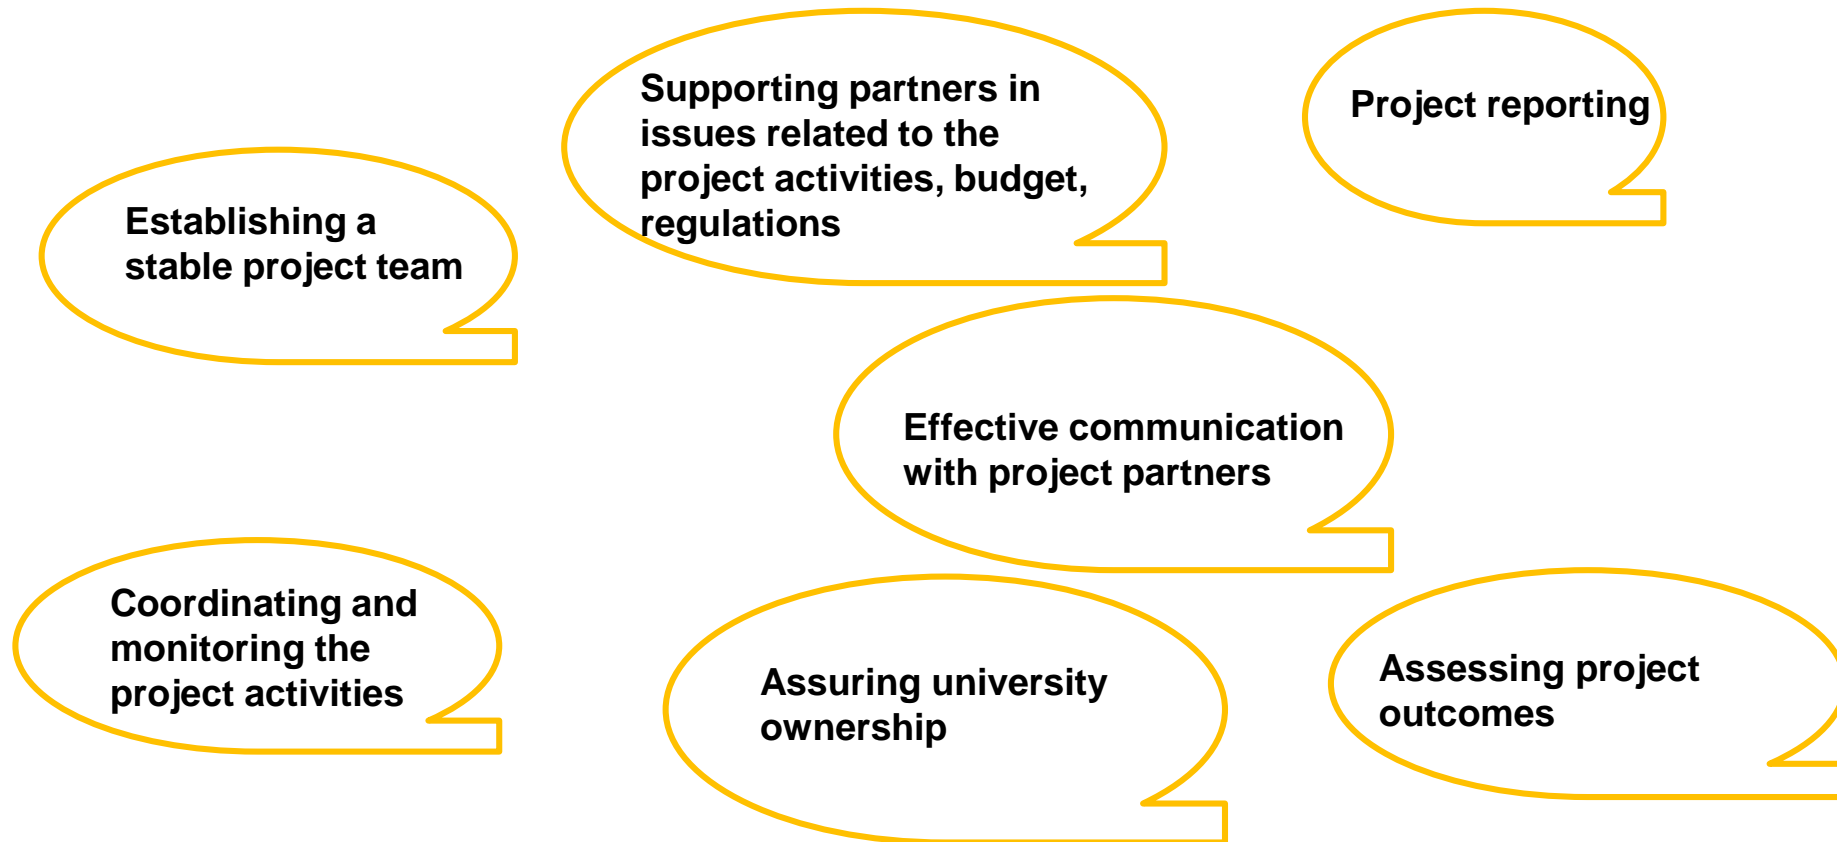 Supporting partners in
issues related to the
project activities, budget,
regulations
Project reporting
Establishing a
stable project team
Effective communication
with project partners
Coordinating and
monitoring the
project activities
Assuring university
ownership
Assessing project
outcomes